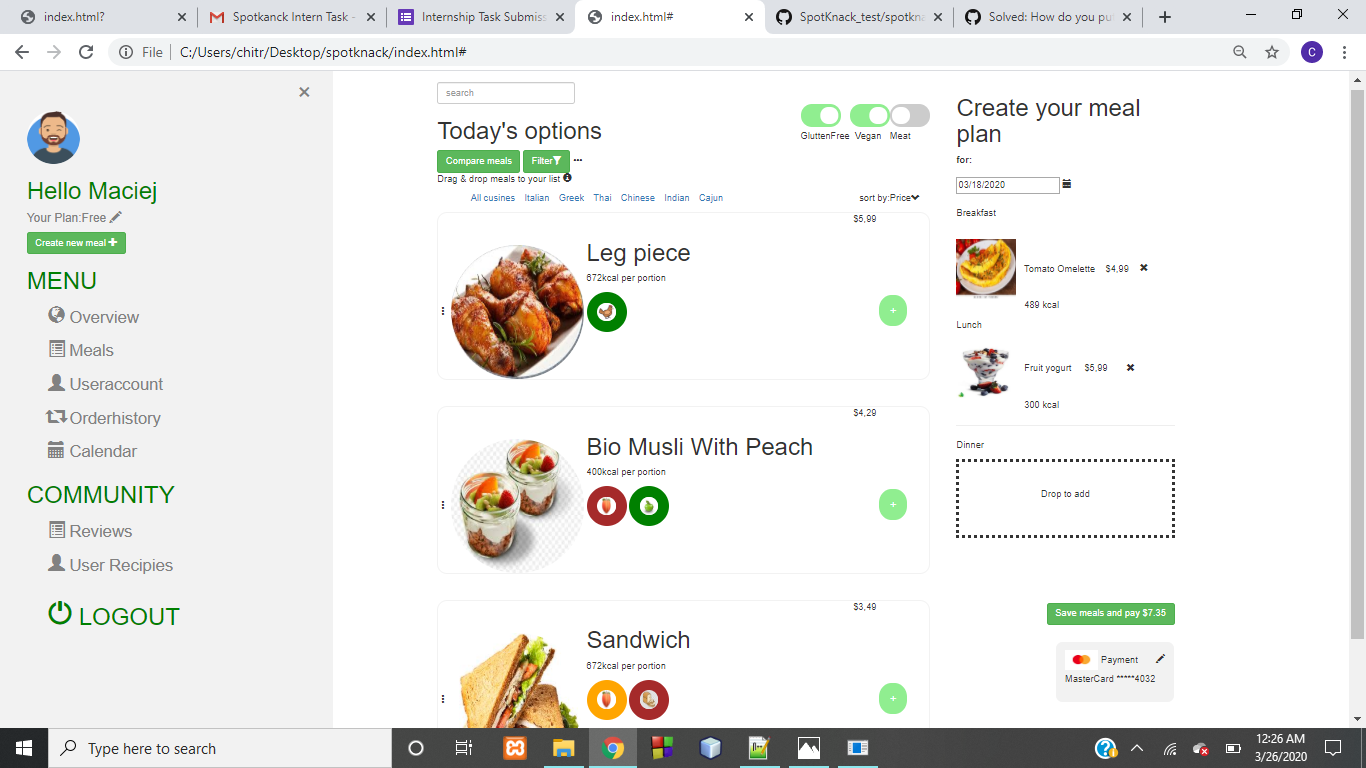 index.html?
Spotkanck Intern Task -
Internship Task Submiss
index.html#
SpotKnack_test/spotkna
Solved: How do you pu
File
C:/Users/chitr/Desktop/spotknack/index.html#
C
×
Hello Maciej
Your Plan:Free
Create new meal +
MENU
Overview
Meals
Useraccount
Orderhistory
Calendar
COMMUNITY
Reviews
User Recipies
LOGOUT
search
Today's options
GluttenFree Vegan Meat
Compare meals Filter ...
Drag & drop meals to your list
All cusines Italian Greek Thai Chinese Indian Cajun
sort by:Price
$5,99
Leg piece
672kcal per portion
+
$4,29
Bio Musli With Peach
400kcal per portion
+
$3,49
Sandwich
672kcal per portion
+
Create your meal
plan
for:
03/18/2020
Breakfast
Tomato Omelette $4,99
489 kcal
Lunch
Fruit yogurt $5,99
300 kcal
Dinner
Drop to add
Save meals and pay $7.35
Payment
MasterCard *****4032
Type here to search
12:26 AM
3/26/2020